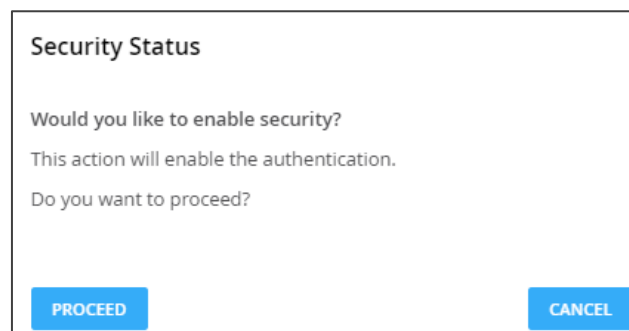 Security Status
Would you like to enable security?
This action will enable the authentication.
Do you want to proceed?
PROCEED
CANCEL